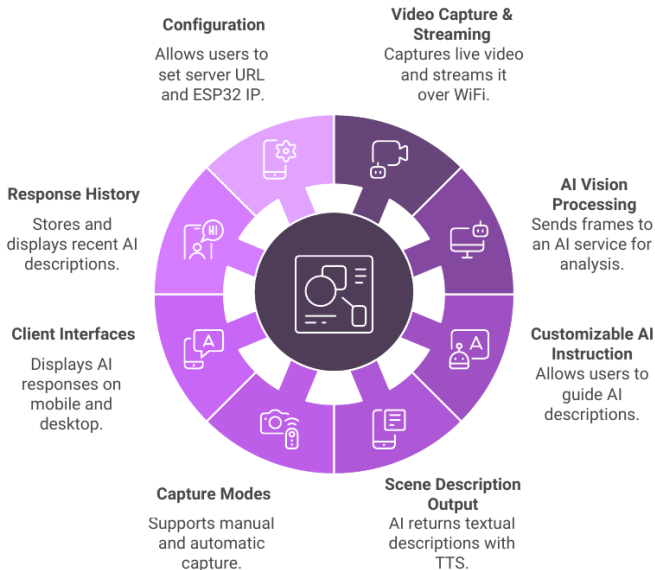 Configuration
Allows users to
set server URL
and ESP32 IP.
Video Capture &
Streaming
Captures live video
and streams it
over WiFi.
Response History
Stores and
displays recent AI
descriptions.
HI
AI Vision
Processing
Sends frames to
an AI service for
analysis.
Client Interfaces
Displays AI
responses on
mobile and
desktop.
A
A
Customizable AI
Instruction
Allows users to
guide AI
descriptions.
Capture Modes
Supports manual
and automatic
capture.
Scene Description
Output
AI returns textual
descriptions with
TTS.